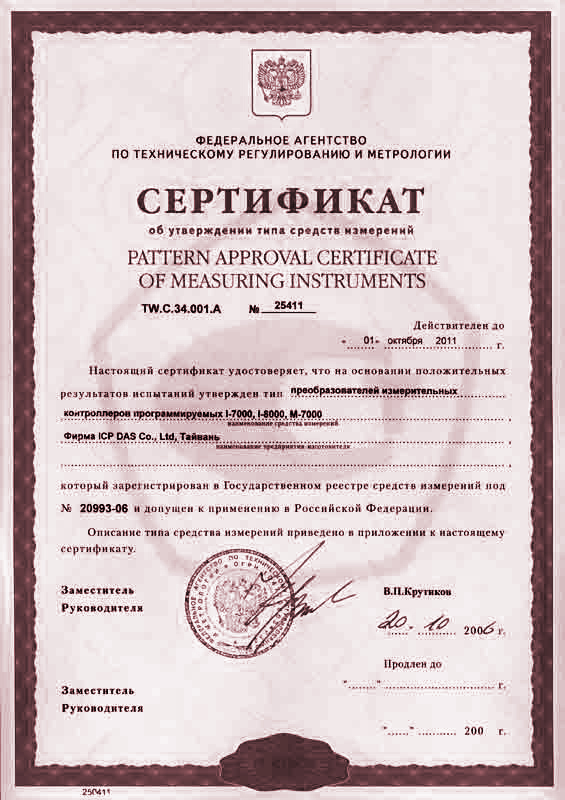 ФЕДЕРАЛЬНОЕ АГЕНТСТВО
ПО ТЕХНИЧЕСКОМУ РЕГУЛИРОВАНИЮ И МЕТРОЛОГИИ
СЕРТИФИКАТ
об утверждении типа средств измерений
PATTERN APPROVAL CERTIFICATE
OF MEASURING INSTRUMENTS
TW.C.34.001.A № 25411
Действителен до
" 01 " октября 2011 г.
Настоящий сертификат удостоверяет, что на основании положительных
результатов испытаний утвержден тип преобразователей измерительных
контроллеров программируемых I-7000, I-8000, M-7000
наименование средства измерений
Фирма ICP DAS Co., Ltd, Тайвань
наименование предприятия-изготовителя
который зарегистрирован в Государственном реестре средств измерений под
№ 20993-06 и допущен к применению в Российской Федерации.
Описание типа средства измерений приведено в приложении к настоящему
сертификату.
Заместитель
Руководителя
В.П.Крутиков
20. 10 2006 г.
Продлен до
"......." г.
Заместитель
Руководителя
"......" 200 г.
250411